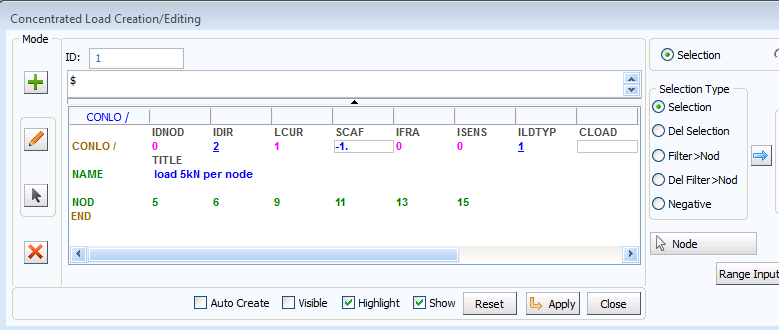 Concentrated Load Creation/Editing
Mode
ID: 1
$
CONLO /
IDNOD IDIR LCUR SCAF IFRA ISENS ILDTYP CLOAD
CONLO / 0 2 1 -1. 0 0 1
TITLE
NAME load 5kN per node
NOD 5 6 9 11 13 15
END
Auto Create Visible Highlight Show Reset Apply Close
Selection
Selection Type
Selection
Del Selection
Filter>Nod
Del Filter>Nod
Negative
Node
Range Input